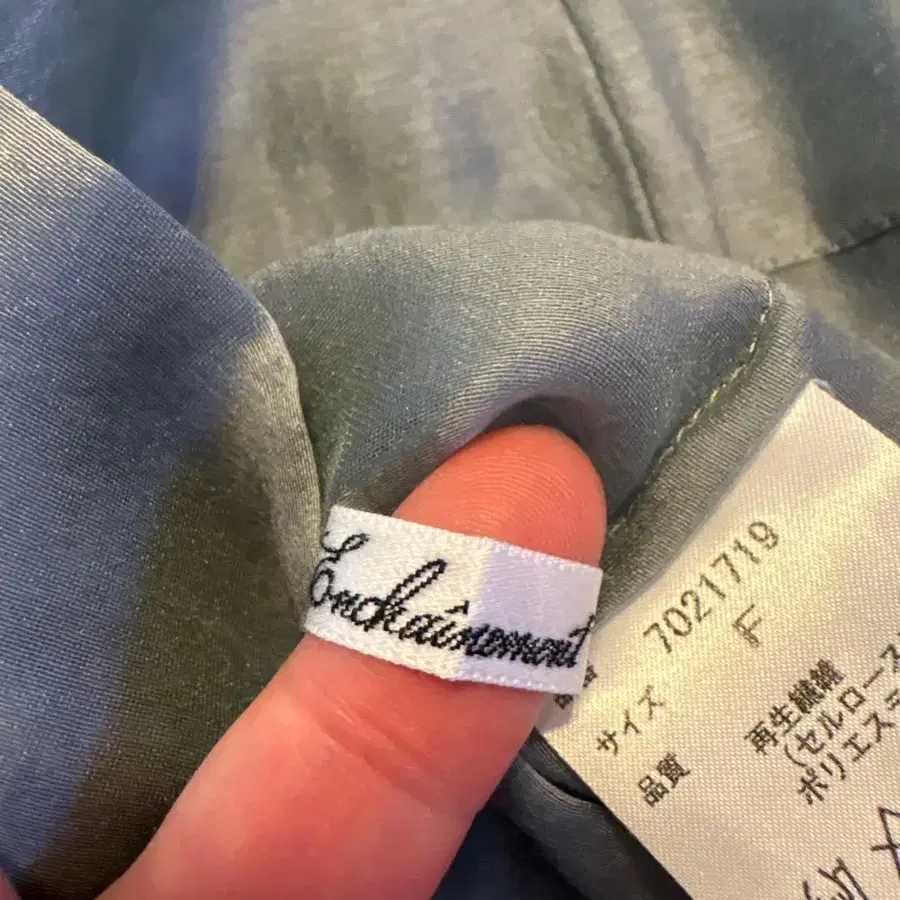 Enchaînement
7021719
サイズ F
品質 再生繊維
(セルロース
ポリエステ